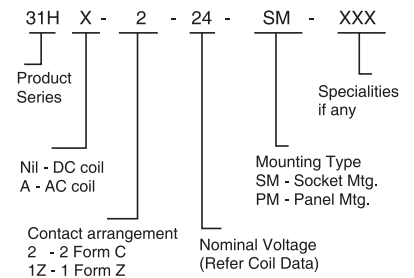 31H X - 2 - 24 - SM - XXX
Product
Series
Specialities
if any
Nil - DC coil
A - AC coil
Mounting Type
SM - Socket Mtg.
PM - Panel Mtg.
Contact arrangement
2 - 2 Form C
1Z - 1 Form Z
Nominal Voltage
(Refer Coil Data)